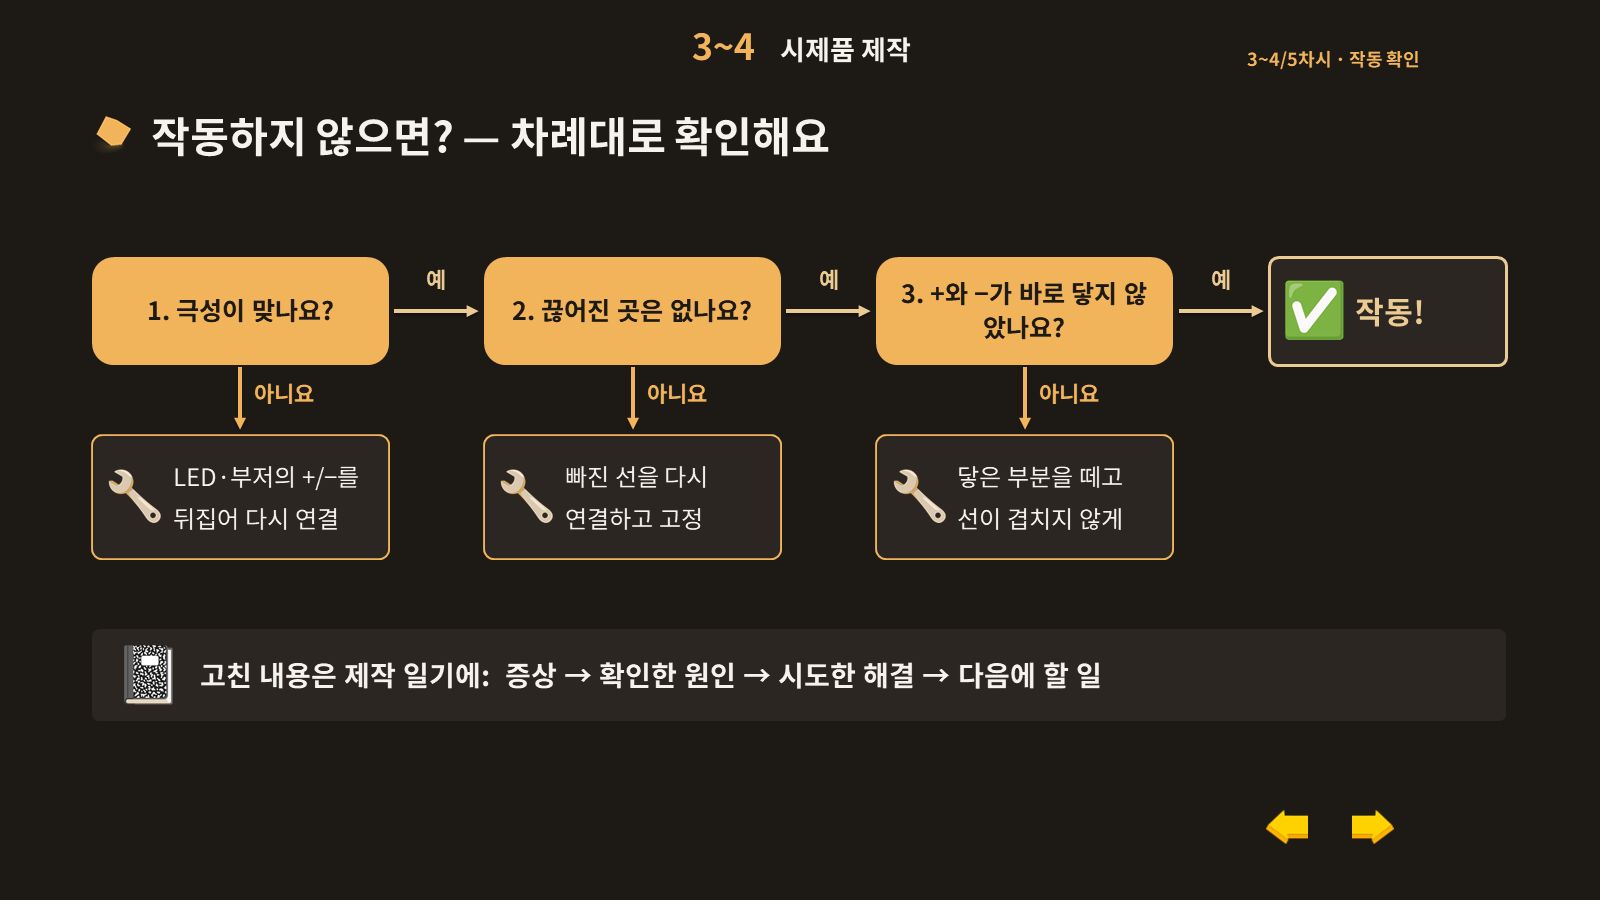 3~4 시제품 제작
3~4/5차시 · 작동 확인
작동하지 않으면? — 차례대로 확인해요
1. 극성이 맞나요?
예
2. 끊어진 곳은 없나요?
예
3. +와 −가 바로 닿지 않
았나요?
예
✅ 작동!
아니요
아니요
아니요
LED·부저의 +/−를
뒤집어 다시 연결
빠진 선을 다시
연결하고 고정
닿은 부분을 떼고
선이 겹치지 않게
고친 내용은 제작 일기에: 증상 → 확인한 원인 → 시도한 해결 → 다음에 할 일